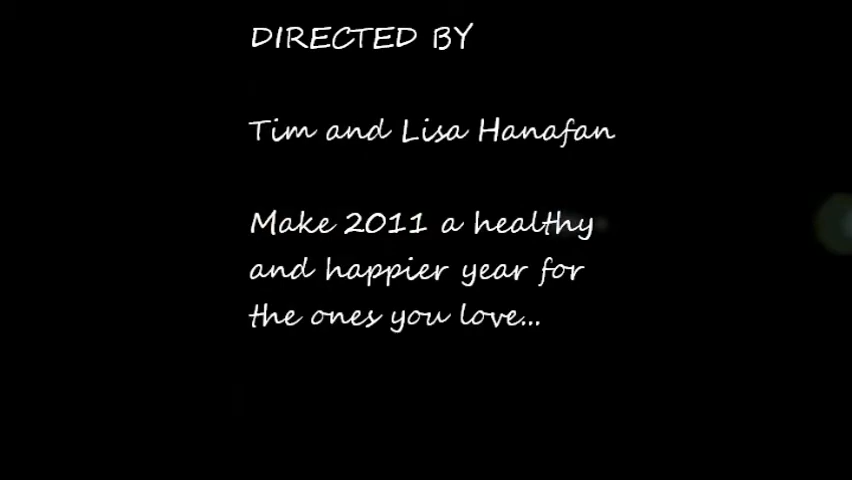 DIRECTED BY
Tim and Lisa Hanafan
Make 2011 a healthy
and happier year for
the ones you love...